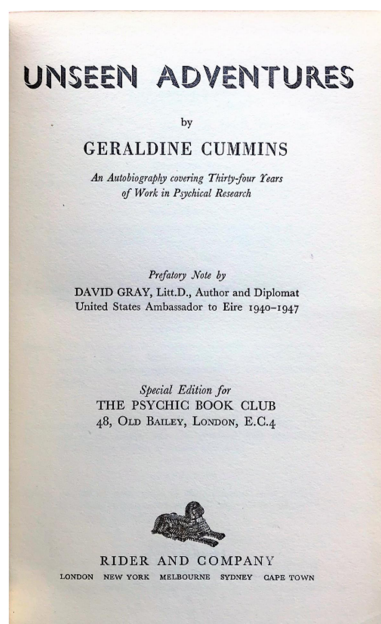 UNSEEN ADVENTURES
by
GERALDINE CUMMINS
An Autobiography covering Thirty-four Years
of Work in Psychical Research
Prefatory Note by
DAVID GRAY, Litt.D., Author and Diplomat
United States Ambassador to Eire 1940–1947
Special Edition for
THE PSYCHIC BOOK CLUB
48, OLD BAILEY, LONDON, E.C.4
RIDER AND COMPANY
LONDON NEW YORK MELBOURNE SYDNEY CAPE TOWN